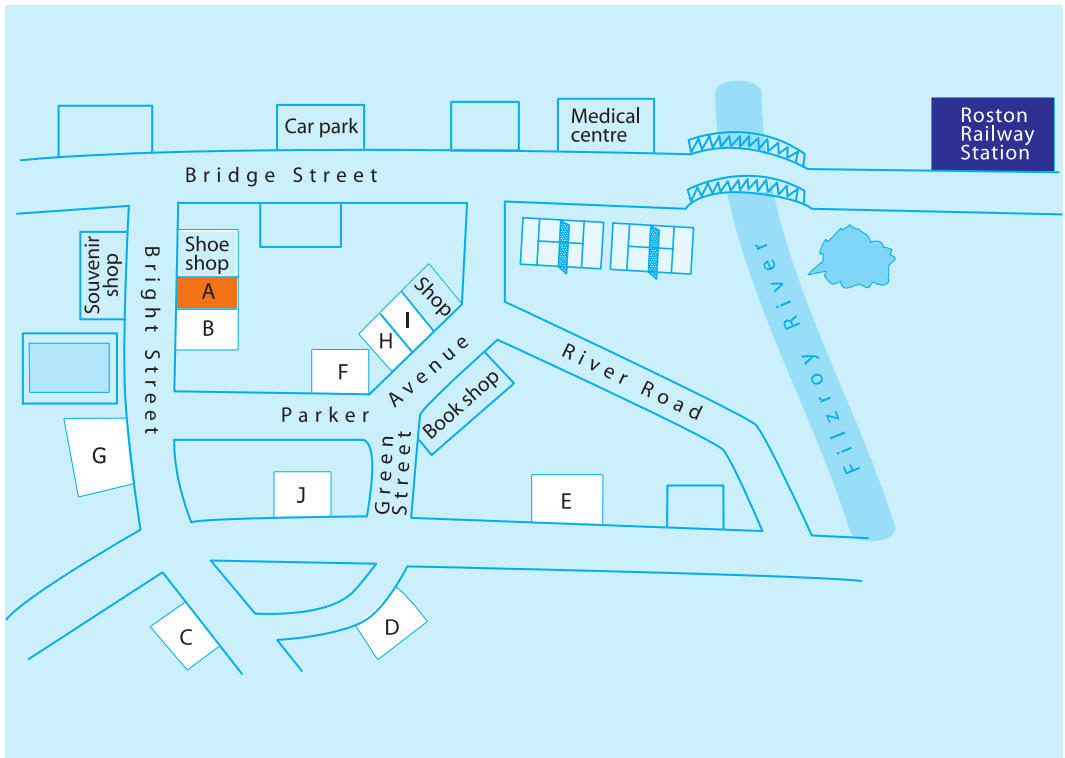 Roston
Railway
Station
Medical
centre
Car park
Bridge Street
Shoe
shop
Souvenir
shop
Bright Street
A
B
Shop
I
H
F
Parker Avenue
River Road
Fillzroy River
Book shop
Green
Street
G
J
E
C
D